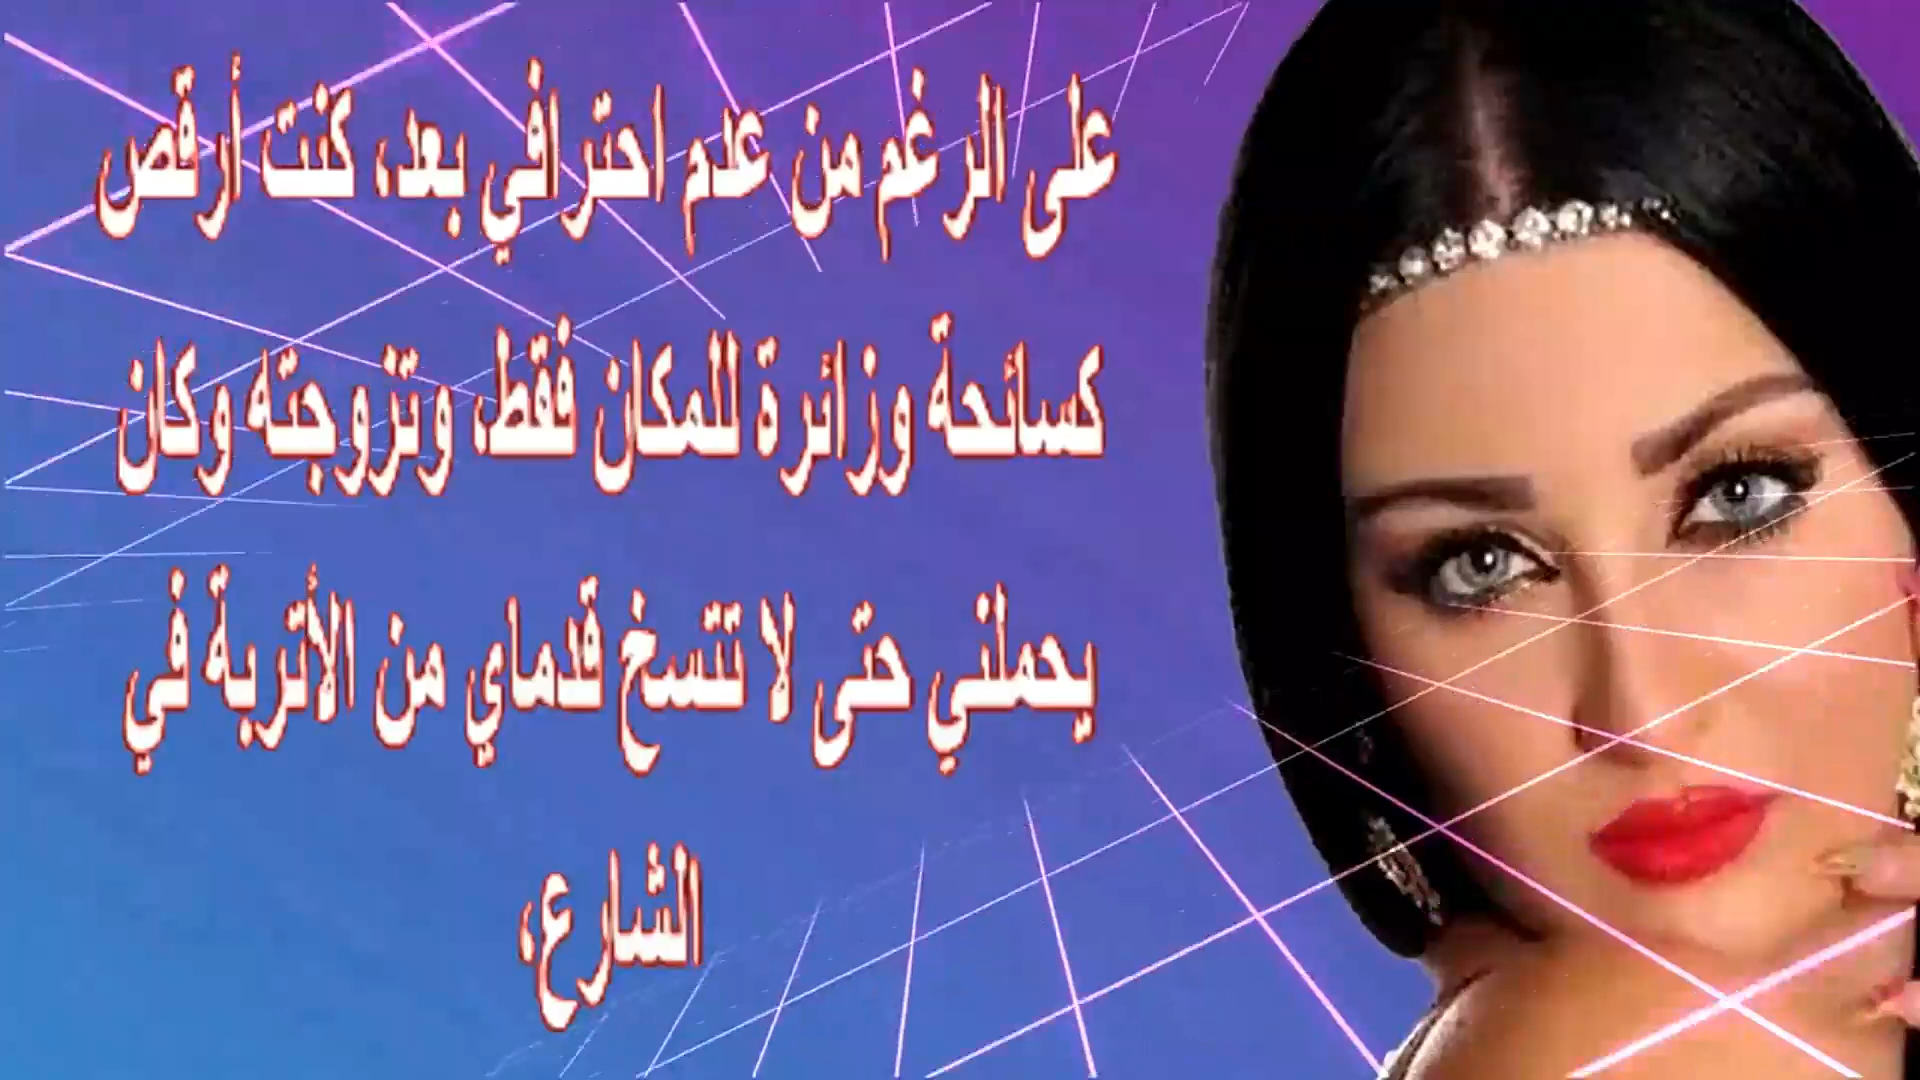 على الرغم من عدم احترافي بعد، كنت أرقص
كسائحة وزائرة للمكان فقط، وتزوجته وكان
يحملني حتى لا تتسخ قدماي من الأتربة في
الشارع،